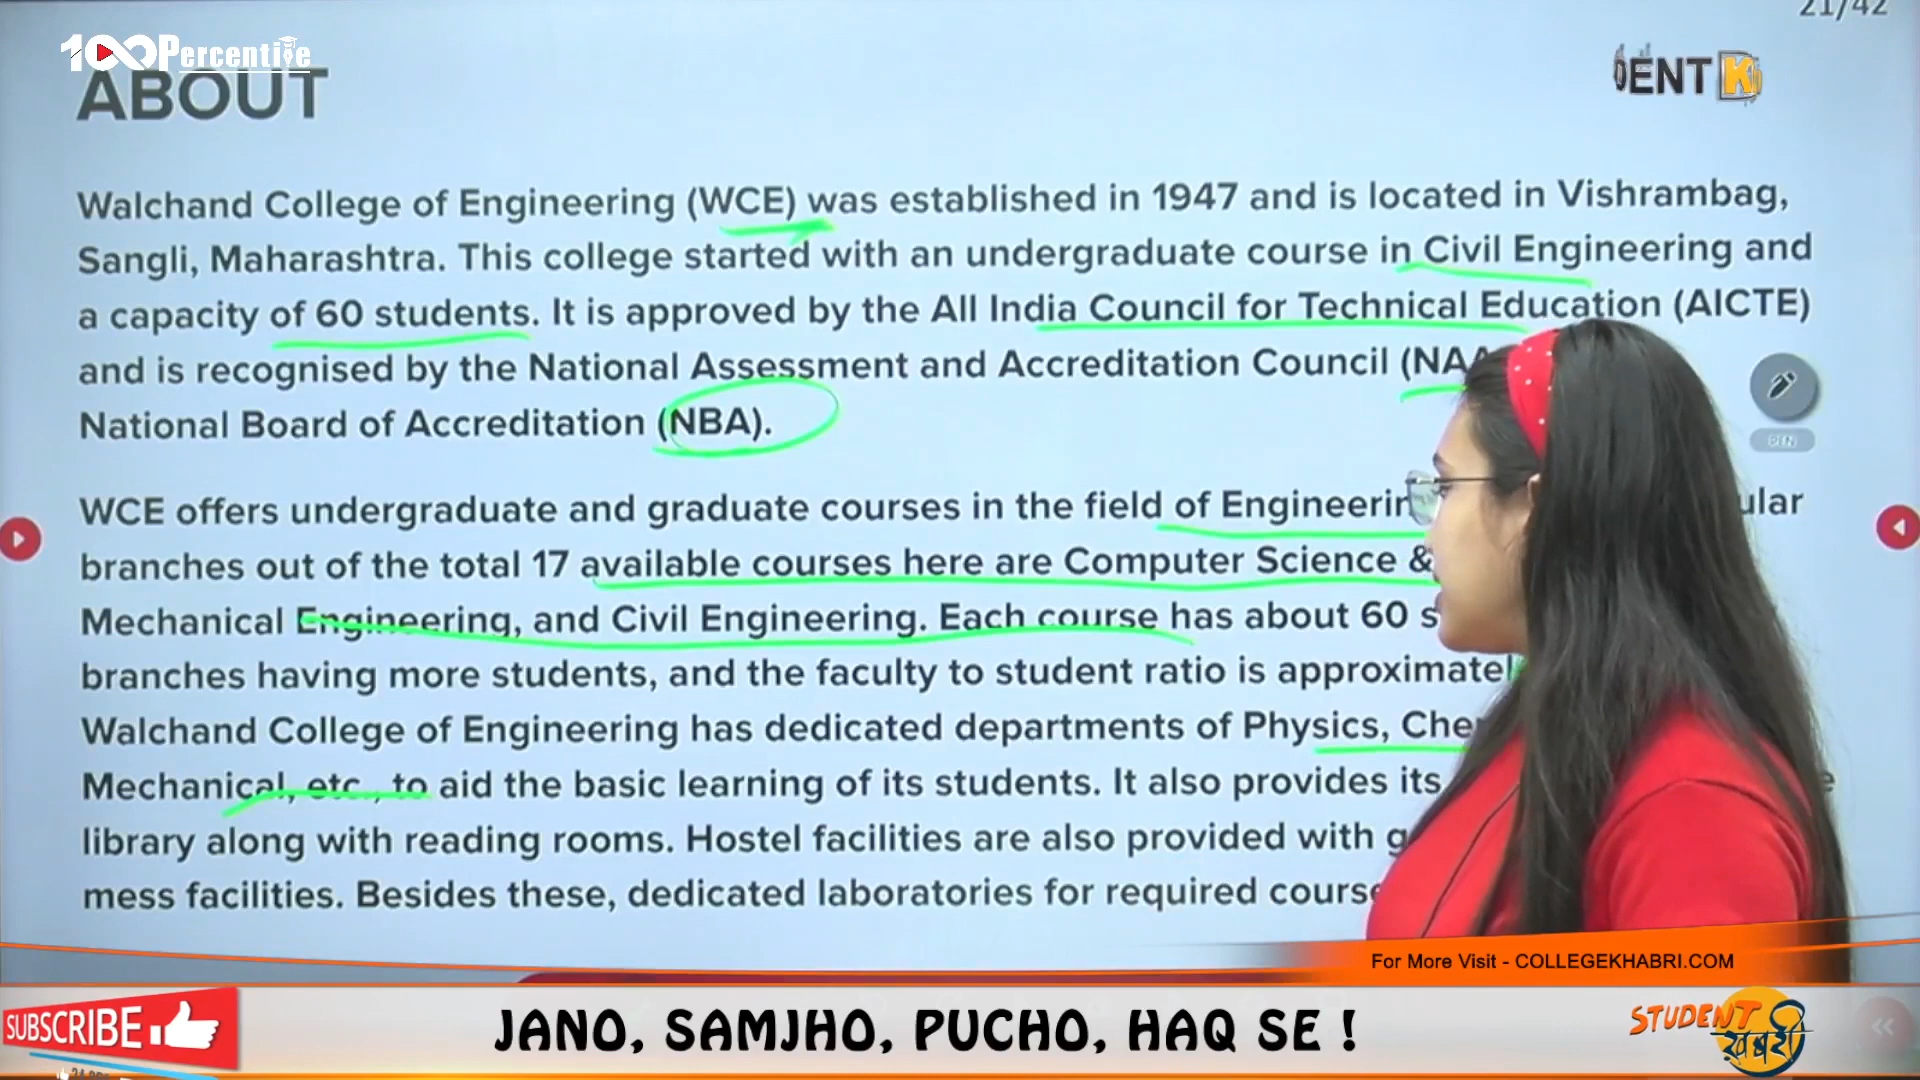 21/42
100Percentile
ABOUT
Walchand College of Engineering (WCE) was established in 1947 and is located in Vishrambag,
Sangli, Maharashtra. This college started with an undergraduate course in Civil Engineering and
a capacity of 60 students. It is approved by the All India Council for Technical Education (AICTE)
and is recognised by the National Assessment and Accreditation Council (NAA
National Board of Accreditation (NBA).
PEN
WCE offers undergraduate and graduate courses in the field of Engineerin ular
branches out of the total 17 available courses here are Computer Science &
Mechanical Engineering, and Civil Engineering. Each course has about 60 s
branches having more students, and the faculty to student ratio is approximatel
Walchand College of Engineering has dedicated departments of Physics, Che
Mechanical, etc., to aid the basic learning of its students. It also provides its e
library along with reading rooms. Hostel facilities are also provided with g
mess facilities. Besides these, dedicated laboratories for required course
For More Visit - COLLEGEKHABRI.COM
SUBSCRIBE
JANO, SAMJHO, PUCHO, HAQ SE !
STUDENT
ख़बरी